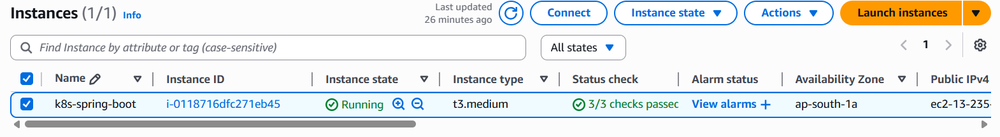 Instances (1/1) Info
Last updated
26 minutes ago
Connect
Instance state
Actions
Launch instances
Find Instance by attribute or tag (case-sensitive)
All states
1
Name Instance ID Instance state Instance type Status check Alarm status Availability Zone Public IPv4
k8s-spring-boot i-0118716dfc271eb45 Running t3.medium 3/3 checks passec View alarms + ap-south-1a ec2-13-235-